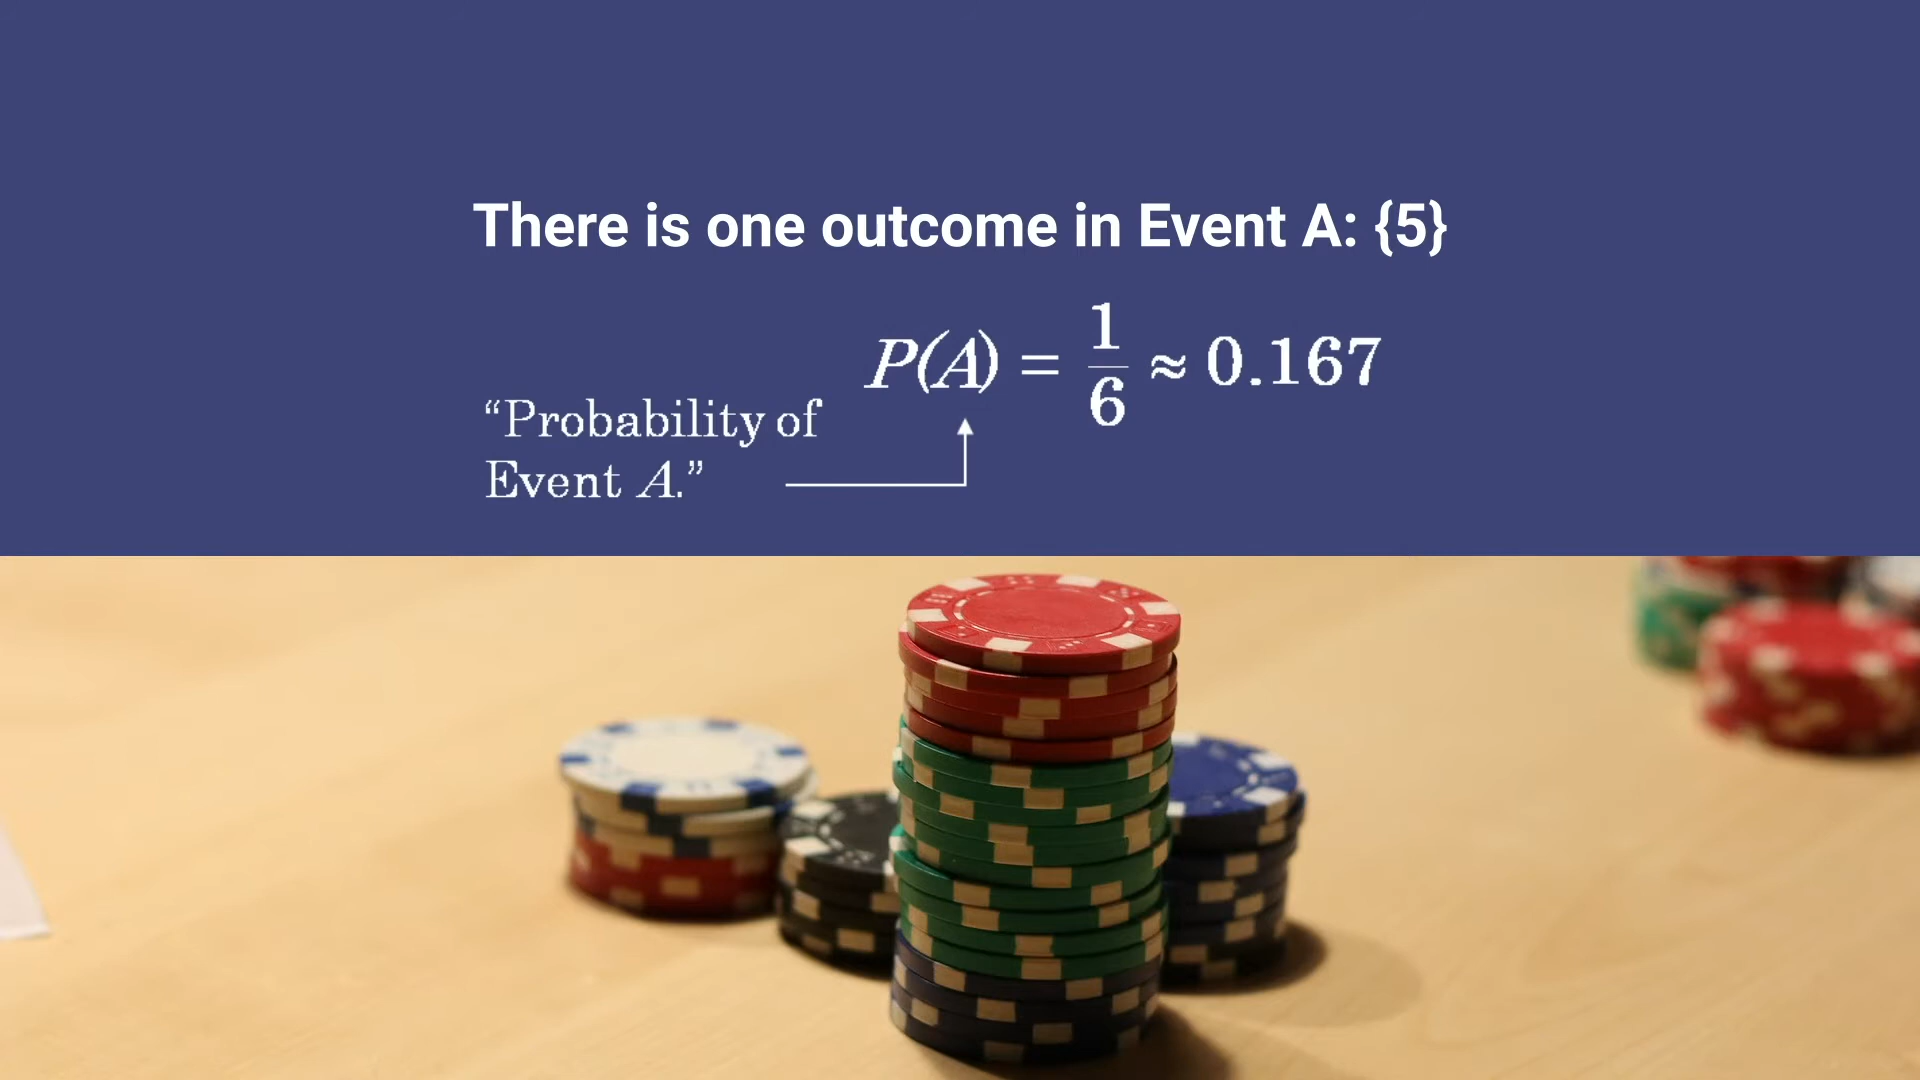 There is one outcome in Event A: {5}
P(A) = 1/6 ≈ 0.167
“Probability of
Event A.”